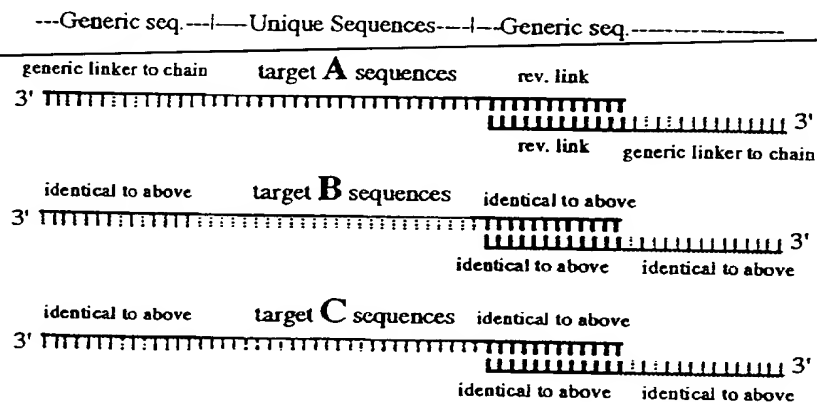 ---Generic seq.---|----Unique Sequences----|---Generic seq.----------------
generic linker to chain target A sequences rev. link
3' 3'
rev. link generic linker to chain
identical to above target B sequences identical to above
3' 3'
identical to above identical to above
identical to above target C sequences identical to above
3' 3'
identical to above identical to above